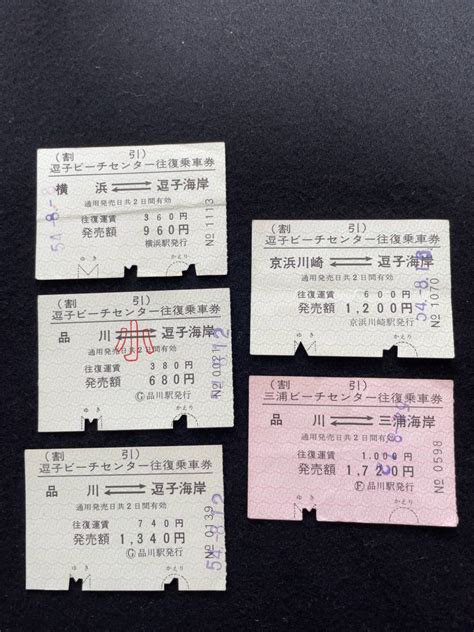 (割 引)
逗子ビーチセンター往復乗車券
横 浜 ⟷ 逗子海岸
通用発売日共2日間有効
往復運賃 360円
発売額 960円
横浜駅発行
ゆき かえり
№ 1113
54.-8.-8
(割 引)
逗子ビーチセンター往復乗車券
品 川 ⟷ 逗子海岸
小
通用発売日共2日間有効
往復運賃 380円
発売額 680円
Ⓖ品川駅発行
ゆき かえり
(割 引)
逗子ビーチセンター往復乗車券
品 川 ⟷ 逗子海岸
通用発売日共2日間有効
往復運賃 740円
発売額 1,340円
Ⓖ品川駅発行
ゆき かえり
№ 0139
(割 引)
逗子ビーチセンター往復乗車券
京浜川崎 ⟷ 逗子海岸
通用発売日共2日間有効
往復運賃 600円
発売額 1,200円
京浜川崎駅発行
ゆき かえり
№ 1070
(割 引)
三浦ビーチセンター往復乗車券
品 川 ⟷ 三浦海岸
通用発売日共2日間有効
往復運賃 1,000円
発売額 1,720円
Ⓕ品川駅発行
ゆき かえり
№ 0598